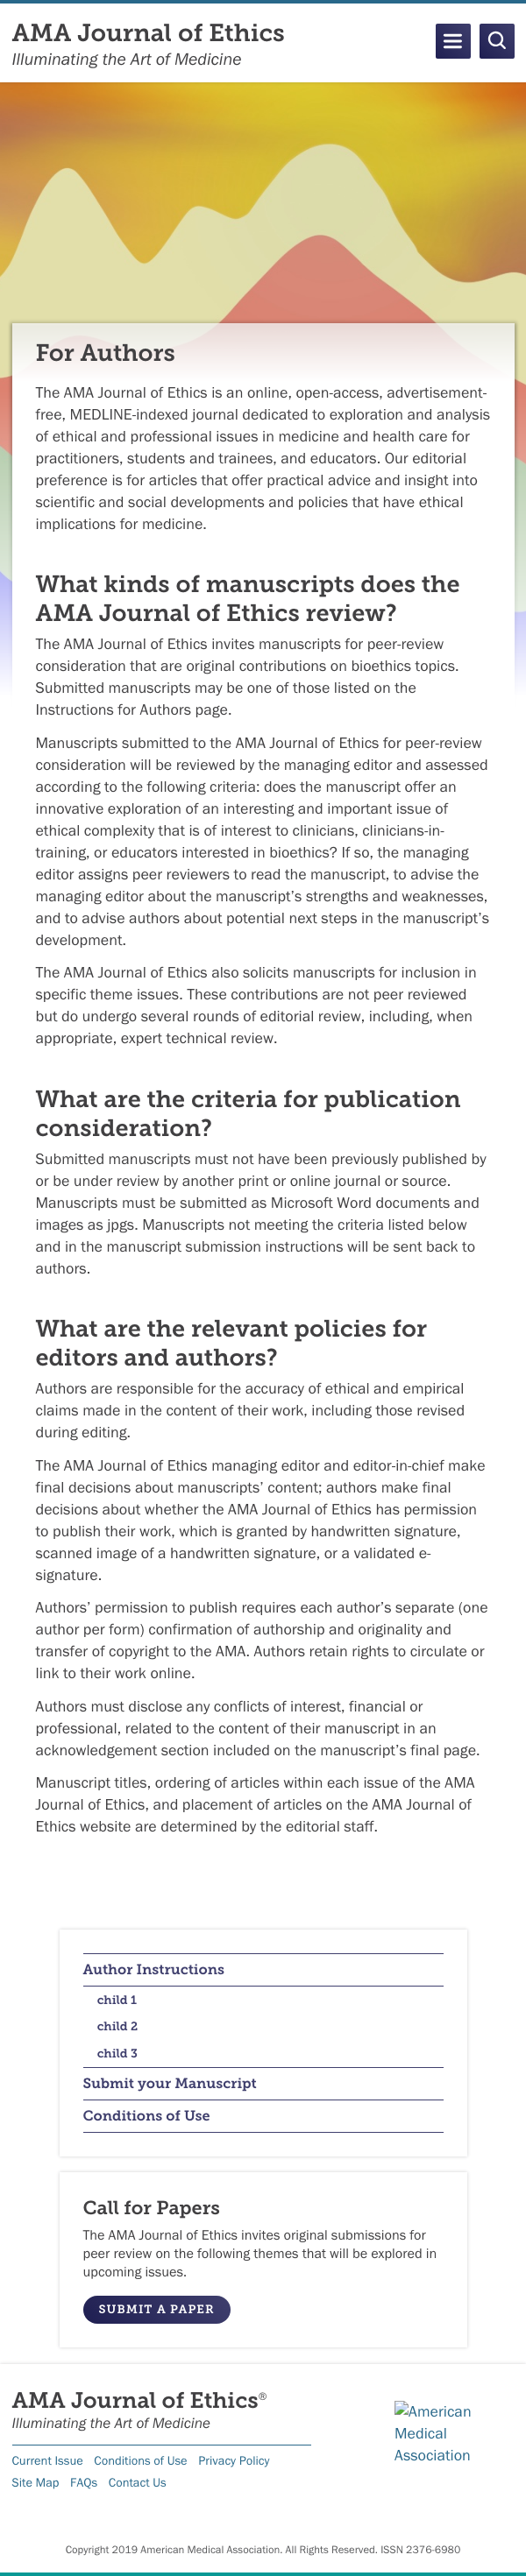 AMA Journal of Ethics
Illuminating the Art of Medicine
For Authors
The AMA Journal of Ethics is an online, open-access, advertisement-
free, MEDLINE-indexed journal dedicated to exploration and analysis
of ethical and professional issues in medicine and health care for
practitioners, students and trainees, and educators. Our editorial
preference is for articles that offer practical advice and insight into
scientific and social developments and policies that have ethical
implications for medicine.
What kinds of manuscripts does the
AMA Journal of Ethics review?
The AMA Journal of Ethics invites manuscripts for peer-review
consideration that are original contributions on bioethics topics.
Submitted manuscripts may be one of those listed on the
Instructions for Authors page.
Manuscripts submitted to the AMA Journal of Ethics for peer-review
consideration will be reviewed by the managing editor and assessed
according to the following criteria: does the manuscript offer an
innovative exploration of an interesting and important issue of
ethical complexity that is of interest to clinicians, clinicians-in-
training, or educators interested in bioethics? If so, the managing
editor assigns peer reviewers to read the manuscript, to advise the
managing editor about the manuscript’s strengths and weaknesses,
and to advise authors about potential next steps in the manuscript’s
development.
The AMA Journal of Ethics also solicits manuscripts for inclusion in
specific theme issues. These contributions are not peer reviewed
but do undergo several rounds of editorial review, including, when
appropriate, expert technical review.
What are the criteria for publication
consideration?
Submitted manuscripts must not have been previously published by
or be under review by another print or online journal or source.
Manuscripts must be submitted as Microsoft Word documents and
images as jpgs. Manuscripts not meeting the criteria listed below
and in the manuscript submission instructions will be sent back to
authors.
What are the relevant policies for
editors and authors?
Authors are responsible for the accuracy of ethical and empirical
claims made in the content of their work, including those revised
during editing.
The AMA Journal of Ethics managing editor and editor-in-chief make
final decisions about manuscripts’ content; authors make final
decisions about whether the AMA Journal of Ethics has permission
to publish their work, which is granted by handwritten signature,
scanned image of a handwritten signature, or a validated e-
signature.
Authors’ permission to publish requires each author’s separate (one
author per form) confirmation of authorship and originality and
transfer of copyright to the AMA. Authors retain rights to circulate or
link to their work online.
Authors must disclose any conflicts of interest, financial or
professional, related to the content of their manuscript in an
acknowledgement section included on the manuscript’s final page.
Manuscript titles, ordering of articles within each issue of the AMA
Journal of Ethics, and placement of articles on the AMA Journal of
Ethics website are determined by the editorial staff.
Author Instructions
child 1
child 2
child 3
Submit your Manuscript
Conditions of Use
Call for Papers
The AMA Journal of Ethics invites original submissions for
peer review on the following themes that will be explored in
upcoming issues.
SUBMIT A PAPER
AMA Journal of Ethics®
Illuminating the Art of Medicine
American
Medical
Association
Current Issue Conditions of Use Privacy Policy
Site Map FAQs Contact Us
Copyright 2019 American Medical Association. All Rights Reserved. ISSN 2376-6980